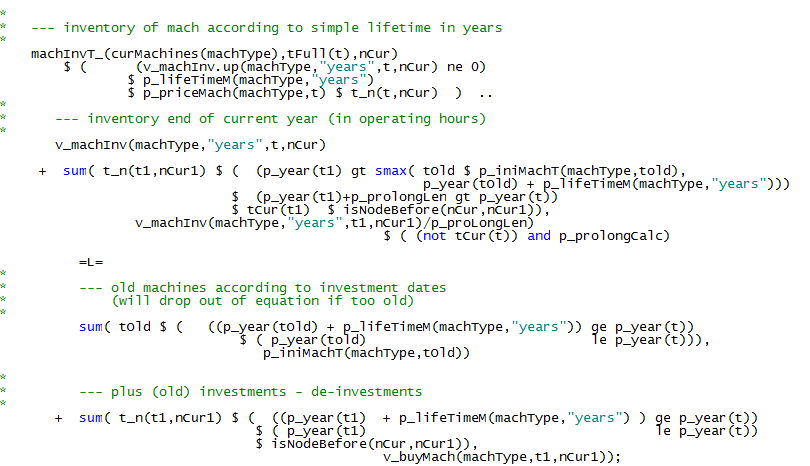 *
*   --- inventory of mach according to simple lifetime in years
*
    machInvT_(curMachines(machType),tFull(t),nCur)
        $ (      (v_machInv.up(machType,"years",t,nCur) ne 0)
                $ p_lifeTimeM(machType,"years")
                $ p_priceMach(machType,t) $ t_n(t,nCur)  )  ..
*
*      --- inventory end of current year (in operating hours)
*
       v_machInv(machType,"years",t,nCur)

     +  sum( t_n(t1,nCur1) $ (  (p_year(t1) gt smax( tOld $ p_iniMachT(machType,told),
                                                     p_year(tOld) + p_lifeTimeM(machType,"years")))
                             $  (p_year(t1)+p_prolongLen gt p_year(t))
                             $ tCur(t1)  $ isNodeBefore(nCur,nCur1)),
                 v_machInv(machType,"years",t1,nCur1)/p_proLongLen)
                                                $ ( (not tCur(t)) and p_prolongCalc)

          =L=
*
*         --- old machines according to investment dates
*             (will drop out of equation if too old)
*
          sum( tOld $ (   ((p_year(tOld) + p_lifeTimeM(machType,"years")) ge p_year(t))
                              $ ( p_year(told)                            le p_year(t))),
                                 p_iniMachT(machType,tOld))

*
*         --- plus (old) investments - de-investments
*
       +  sum( t_n(t1,nCur1) $ (  ((p_year(t1)  + p_lifeTimeM(machType,"years") ) ge p_year(t))
                                $ ( p_year(t1)                                    le p_year(t))
                                $ isNodeBefore(nCur,nCur1)),
                                                v_buyMach(machType,t1,nCur1));